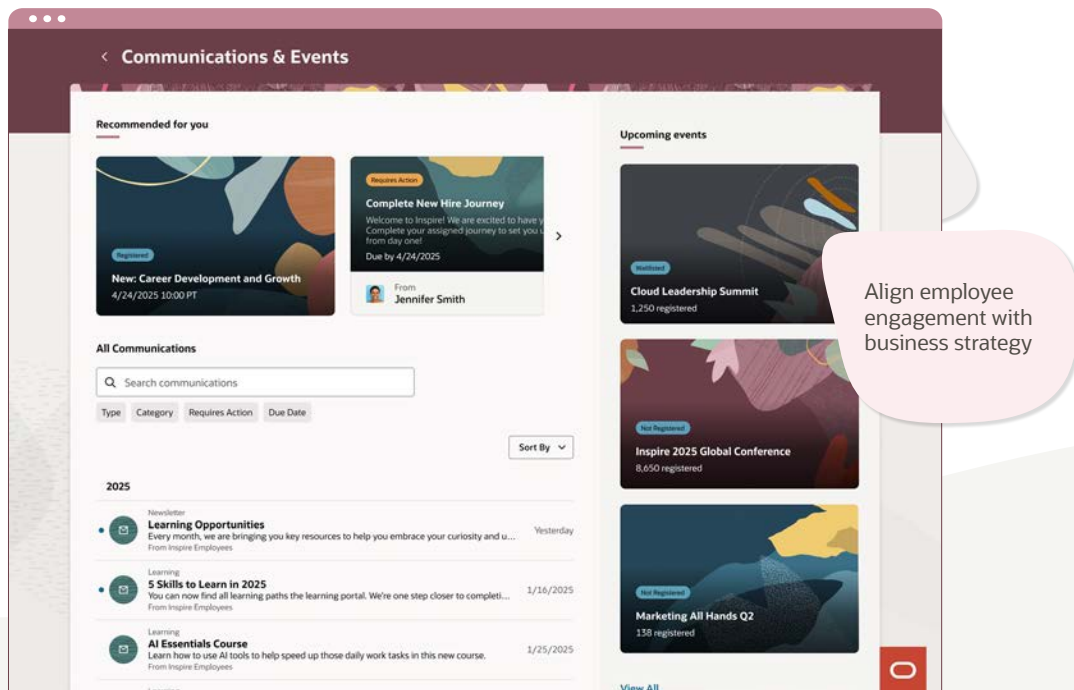 Communications & Events
Recommended for you
Registered
New: Career Development and Growth
4/24/2025 10:00 PT
Requires Action
Complete New Hire Journey
Welcome to Inspire! We are excited to have y
Complete your assigned journey to set you u
from day one!
Due by 4/24/2025
From
Jennifer Smith
All Communications
Search communications
Type Category Requires Action Due Date
Sort By
2025
Newsletter
Learning Opportunities
Every month, we are bringing you key resources to help you embrace your curiosity and u...
From Inspire Employees
Yesterday
Learning
5 Skills to Learn in 2025
You can now find all learning paths the learning portal. We're one step closer to completi...
From Inspire Employees
1/16/2025
Learning
AI Essentials Course
Learn how to use AI tools to help speed up those daily work tasks in this new course.
From Inspire Employees
1/25/2025
Learning
Upcoming events
Waitlisted
Cloud Leadership Summit
1,250 registered
Not Registered
Inspire 2025 Global Conference
8,650 registered
Not Registered
Marketing All Hands Q2
138 registered
View All
Align employee
engagement with
business strategy